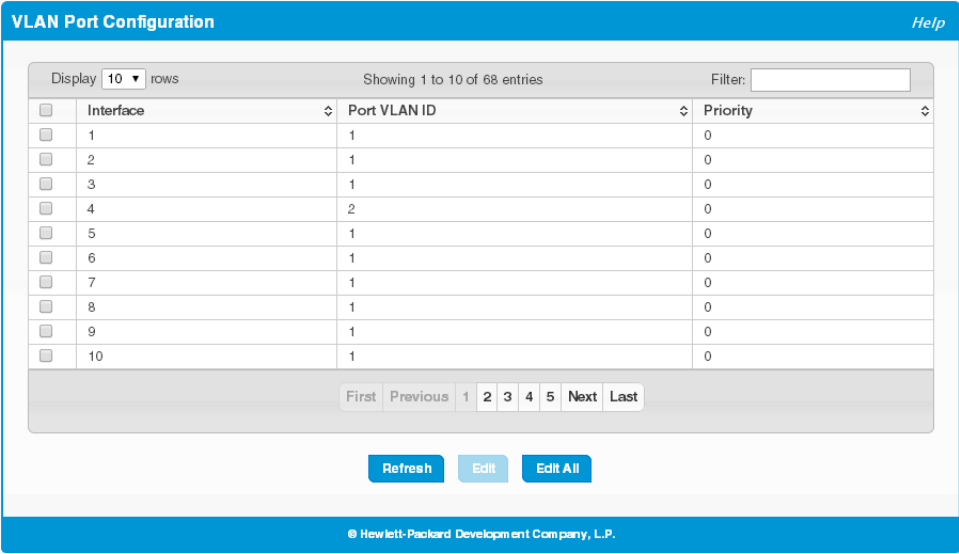 VLAN Port Configuration Help
Display 10 rows Showing 1 to 10 of 68 entries Filter:
Interface Port VLAN ID Priority
1 1 0
2 1 0
3 1 0
4 2 0
5 1 0
6 1 0
7 1 0
8 1 0
9 1 0
10 1 0
First Previous 1 2 3 4 5 Next Last
Refresh Edit Edit All
© Hewlett-Packard Development Company, L.P.